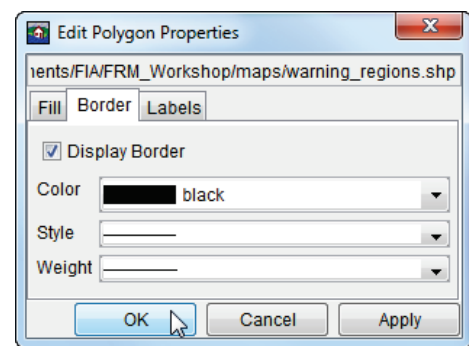 Edit Polygon Properties
nents/FIA/FRM_Workshop/maps/warning_regions.shp
Fill Border Labels
Display Border
Color black
Style
Weight
OK Cancel Apply